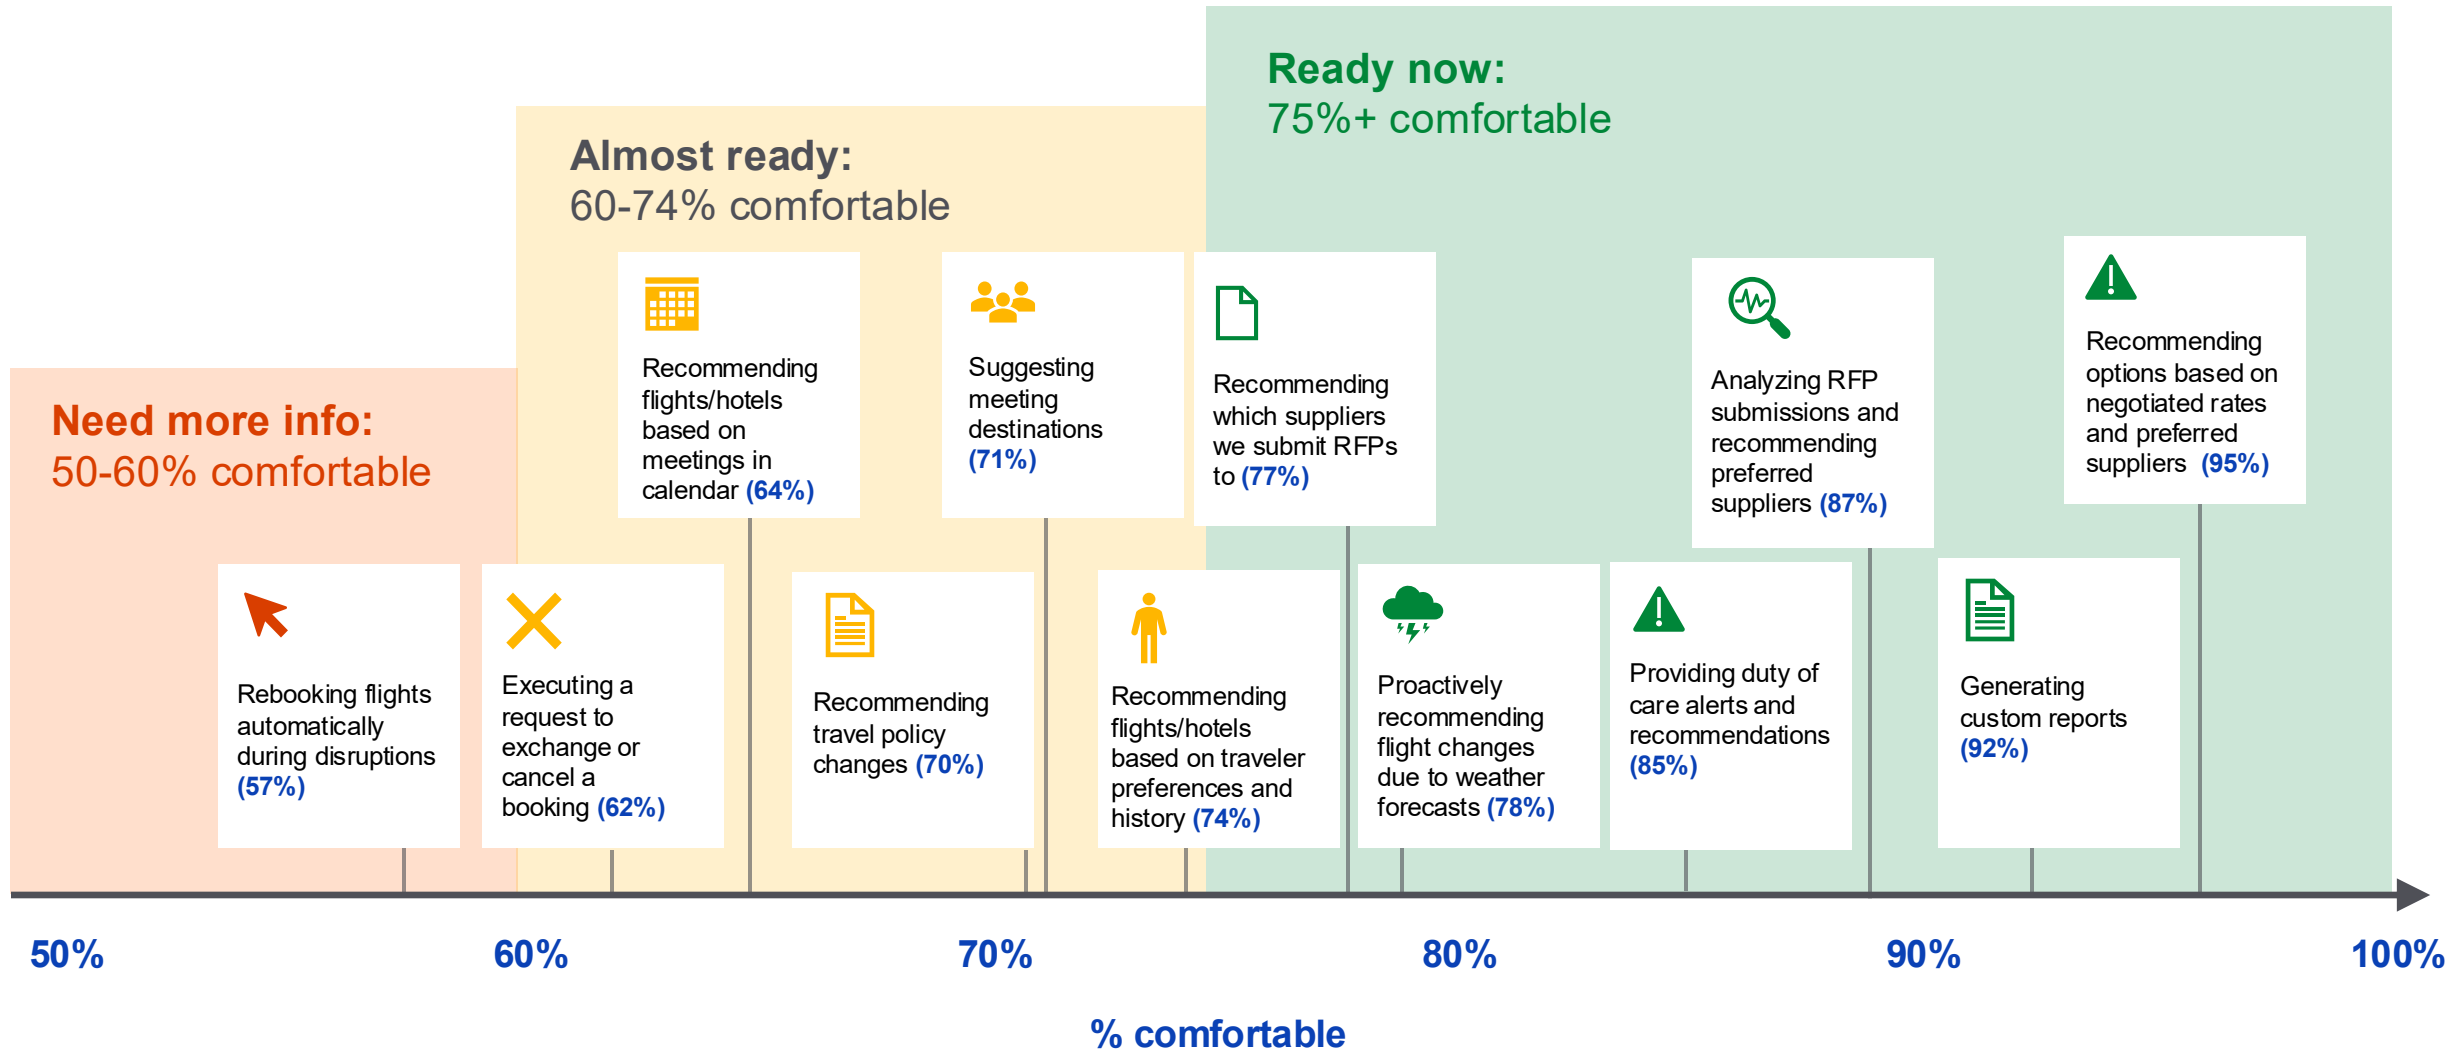 Ready now:
75%+ comfortable
Almost ready:
60-74% comfortable
Need more info:
50-60% comfortable
Recommending
flights/hotels
based on
meetings in
calendar (64%)
Suggesting
meeting
destinations
(71%)
Recommending
which suppliers
we submit RFPs
to (77%)
Analyzing RFP
submissions and
recommending
preferred
suppliers (87%)
Recommending
options based on
negotiated rates
and preferred
suppliers (95%)
Rebooking flights
automatically
during disruptions
(57%)
Executing a
request to
exchange or
cancel a
booking (62%)
Recommending
travel policy
changes (70%)
Recommending
flights/hotels
based on traveler
preferences and
history (74%)
Proactively
recommending
flight changes
due to weather
forecasts (78%)
Providing duty of
care alerts and
recommendations
(85%)
Generating
custom reports
(92%)
50%
60%
70%
80%
90%
100%
% comfortable